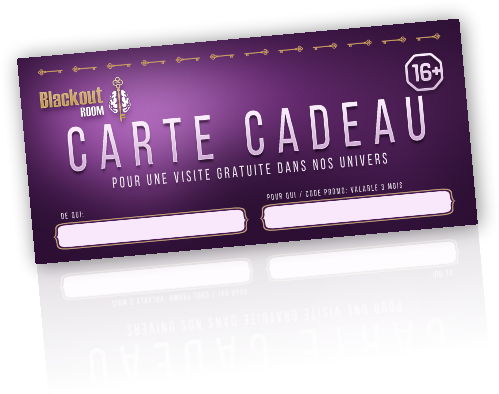 16+
Blackout
ROOM
CARTE CADEAU
POUR UNE VISITE GRATUITE DANS NOS UNIVERS
DE QUI:
POUR QUI / CODE PROMO: VALABLE 3 MOIS